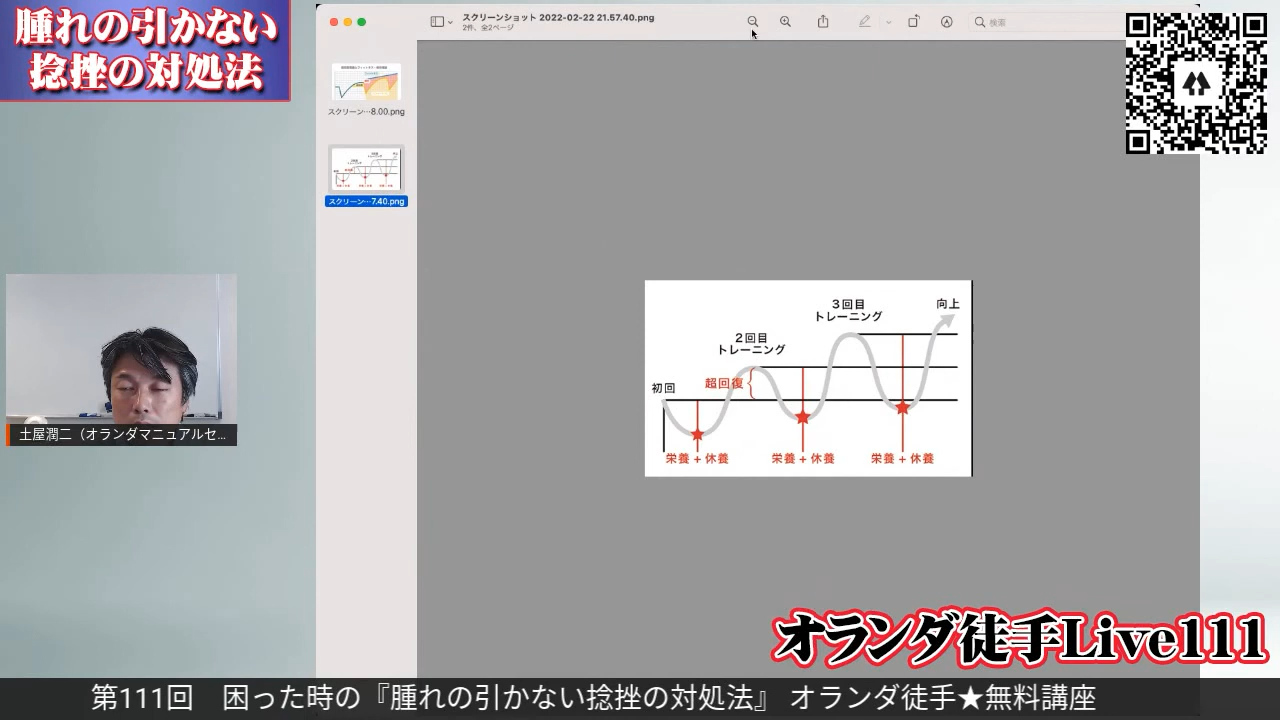 腫れの引かない
捻挫の対処法
スクリーンショット 2022-02-22 21.57.40.png
2件、全2ページ
検索
スクリーン…8.00.png
スクリーン…7.40.png
3回目
トレーニング
向上
2回目
トレーニング
超回復
初回
栄養+休養
栄養+休養
栄養+休養
土屋潤二(オランダマニュアルセ...
オランダ徒手Live111
第111回　困った時の『腫れの引かない捻挫の対処法』 オランダ徒手★無料講座